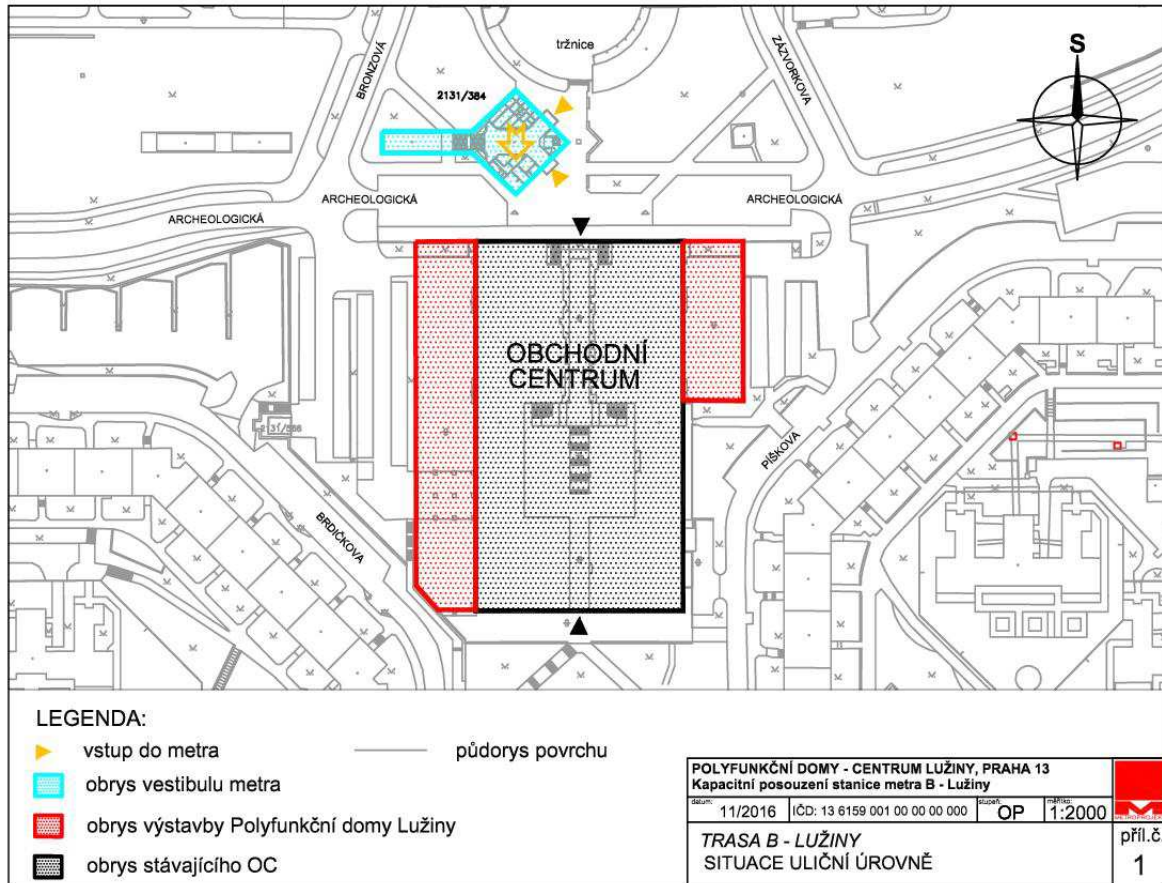 tržnice
S
BRONZOVÁ
ZÁZVORKOVA
2131/384
ARCHEOLOGICKÁ
ARCHEOLOGICKÁ
ARCHEOLOGICKÁ
OBCHODNÍ
CENTRUM
PÍŠKOVA
BRDIČKOVA
LEGENDA:
vstup do metra
půdorys povrchu
obrys vestibulu metra
obrys výstavby Polyfunkční domy Lužiny
obrys stávajícího OC
POLYFUNKČNÍ DOMY - CENTRUM LUŽINY, PRAHA 13
Kapacitní posouzení stanice metra B - Lužiny
datum: 11/2016 IČD: 13 6159 001 00 00 00 000 stupeň: OP měřítko: 1:2000
METROPROJEKT
TRASA B - LUŽINY
SITUACE ULIČNÍ ÚROVNĚ
příl.č.
1